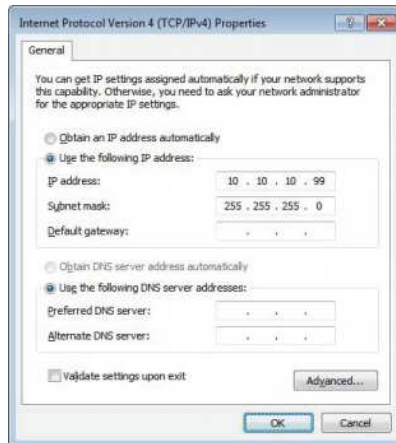 Internet Protocol Version 4 (TCP/IPv4) Properties
General
You can get IP settings assigned automatically if your network supports
this capability. Otherwise, you need to ask your network administrator
for the appropriate IP settings.
Obtain an IP address automatically
Use the following IP address:
IP address: 10 . 10 . 10 . 99
Subnet mask: 255 . 255 . 255 . 0
Default gateway: . . .
Obtain DNS server address automatically
Use the following DNS server addresses:
Preferred DNS server: . . .
Alternate DNS server: . . .
Validate settings upon exit
Advanced...
OK Cancel